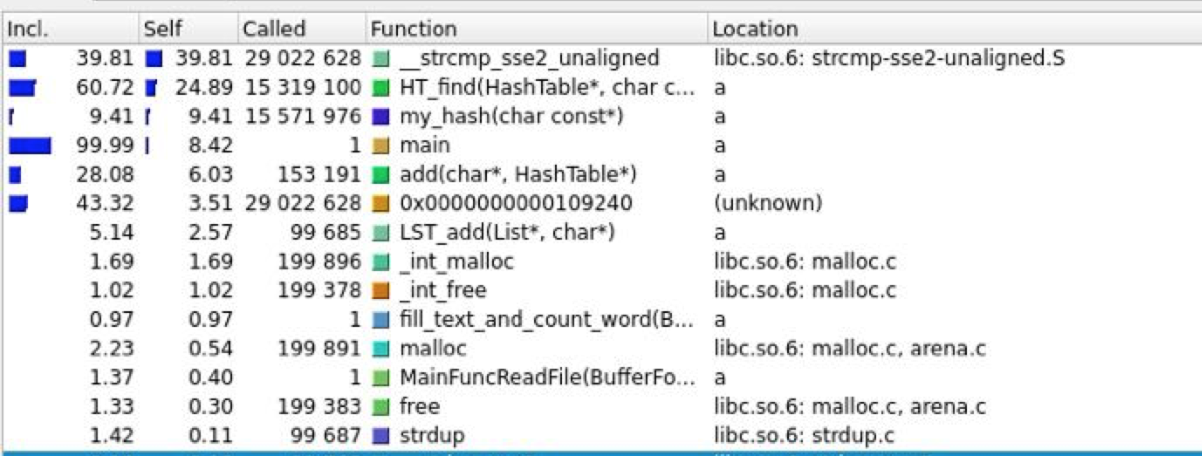 Incl. Self Called Function Location
39.81 39.81 29 022 628 __strcmp_sse2_unaligned libc.so.6: strcmp-sse2-unaligned.S
60.72 24.89 15 319 100 HT_find(HashTable*, char c... a
9.41 9.41 15 571 976 my_hash(char const*) a
99.99 8.42 1 main a
28.08 6.03 153 191 add(char*, HashTable*) a
43.32 3.51 29 022 628 0x0000000000109240 (unknown)
5.14 2.57 99 685 LST_add(List*, char*) a
1.69 1.69 199 896 _int_malloc libc.so.6: malloc.c
1.02 1.02 199 378 _int_free libc.so.6: malloc.c
0.97 0.97 1 fill_text_and_count_word(B... a
2.23 0.54 199 891 malloc libc.so.6: malloc.c, arena.c
1.37 0.40 1 MainFuncReadFile(BufferFo... a
1.33 0.30 199 383 free libc.so.6: malloc.c, arena.c
1.42 0.11 99 687 strdup libc.so.6: strdup.c